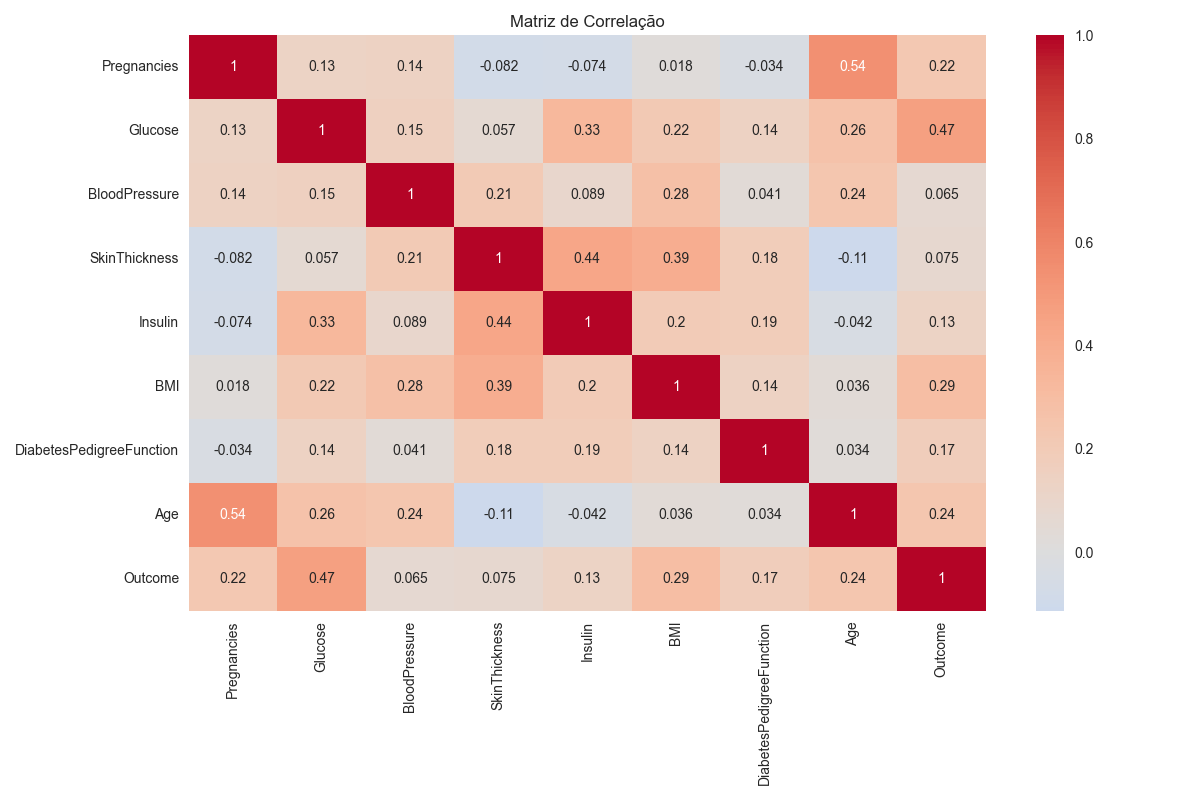 Matriz de Correlação
Pregnancies 1 0.13 0.14 -0.082 -0.074 0.018 -0.034 0.54 0.22
Glucose 0.13 1 0.15 0.057 0.33 0.22 0.14 0.26 0.47
BloodPressure 0.14 0.15 1 0.21 0.089 0.28 0.041 0.24 0.065
SkinThickness -0.082 0.057 0.21 1 0.44 0.39 0.18 -0.11 0.075
Insulin -0.074 0.33 0.089 0.44 1 0.2 0.19 -0.042 0.13
BMI 0.018 0.22 0.28 0.39 0.2 1 0.14 0.036 0.29
DiabetesPedigreeFunction -0.034 0.14 0.041 0.18 0.19 0.14 1 0.034 0.17
Age 0.54 0.26 0.24 -0.11 -0.042 0.036 0.034 1 0.24
Outcome 0.22 0.47 0.065 0.075 0.13 0.29 0.17 0.24 1
Pregnancies
Glucose
BloodPressure
SkinThickness
Insulin
BMI
DiabetesPedigreeFunction
Age
Outcome
1.0
0.8
0.6
0.4
0.2
0.0